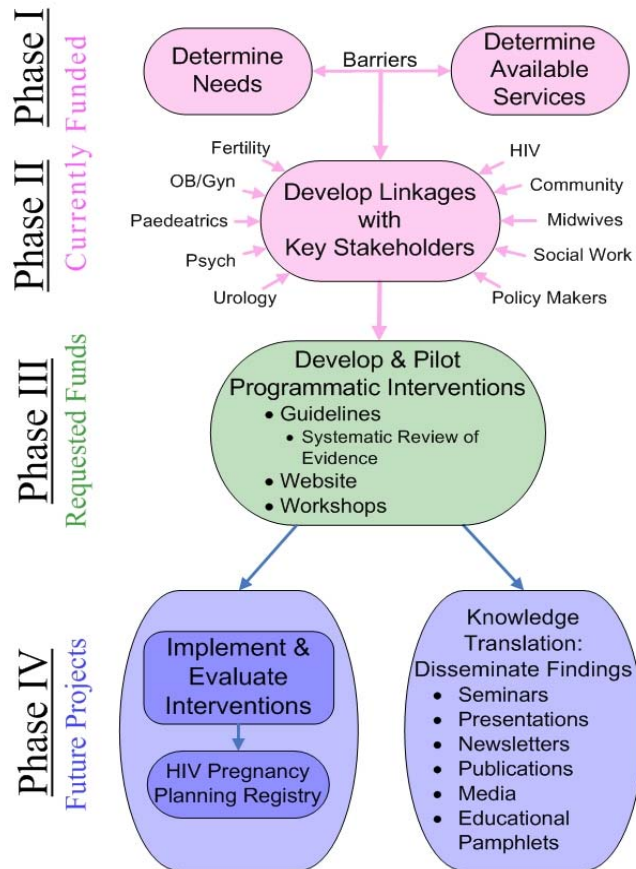 Phase I
Currently Funded
Determine
Needs
Barriers
Determine
Available
Services
Phase II
Fertility
OB/Gyn
Paedeatrics
Psych
Urology
Develop Linkages
with
Key Stakeholders
HIV
Community
Midwives
Social Work
Policy Makers
Phase III
Requested Funds
Develop & Pilot
Programmatic Interventions
• Guidelines
• Systematic Review of
Evidence
• Website
• Workshops
Phase IV
Future Projects
Implement &
Evaluate
Interventions
HIV Pregnancy
Planning Registry
Knowledge
Translation:
Disseminate Findings
• Seminars
• Presentations
• Newsletters
• Publications
• Media
• Educational
Pamphlets